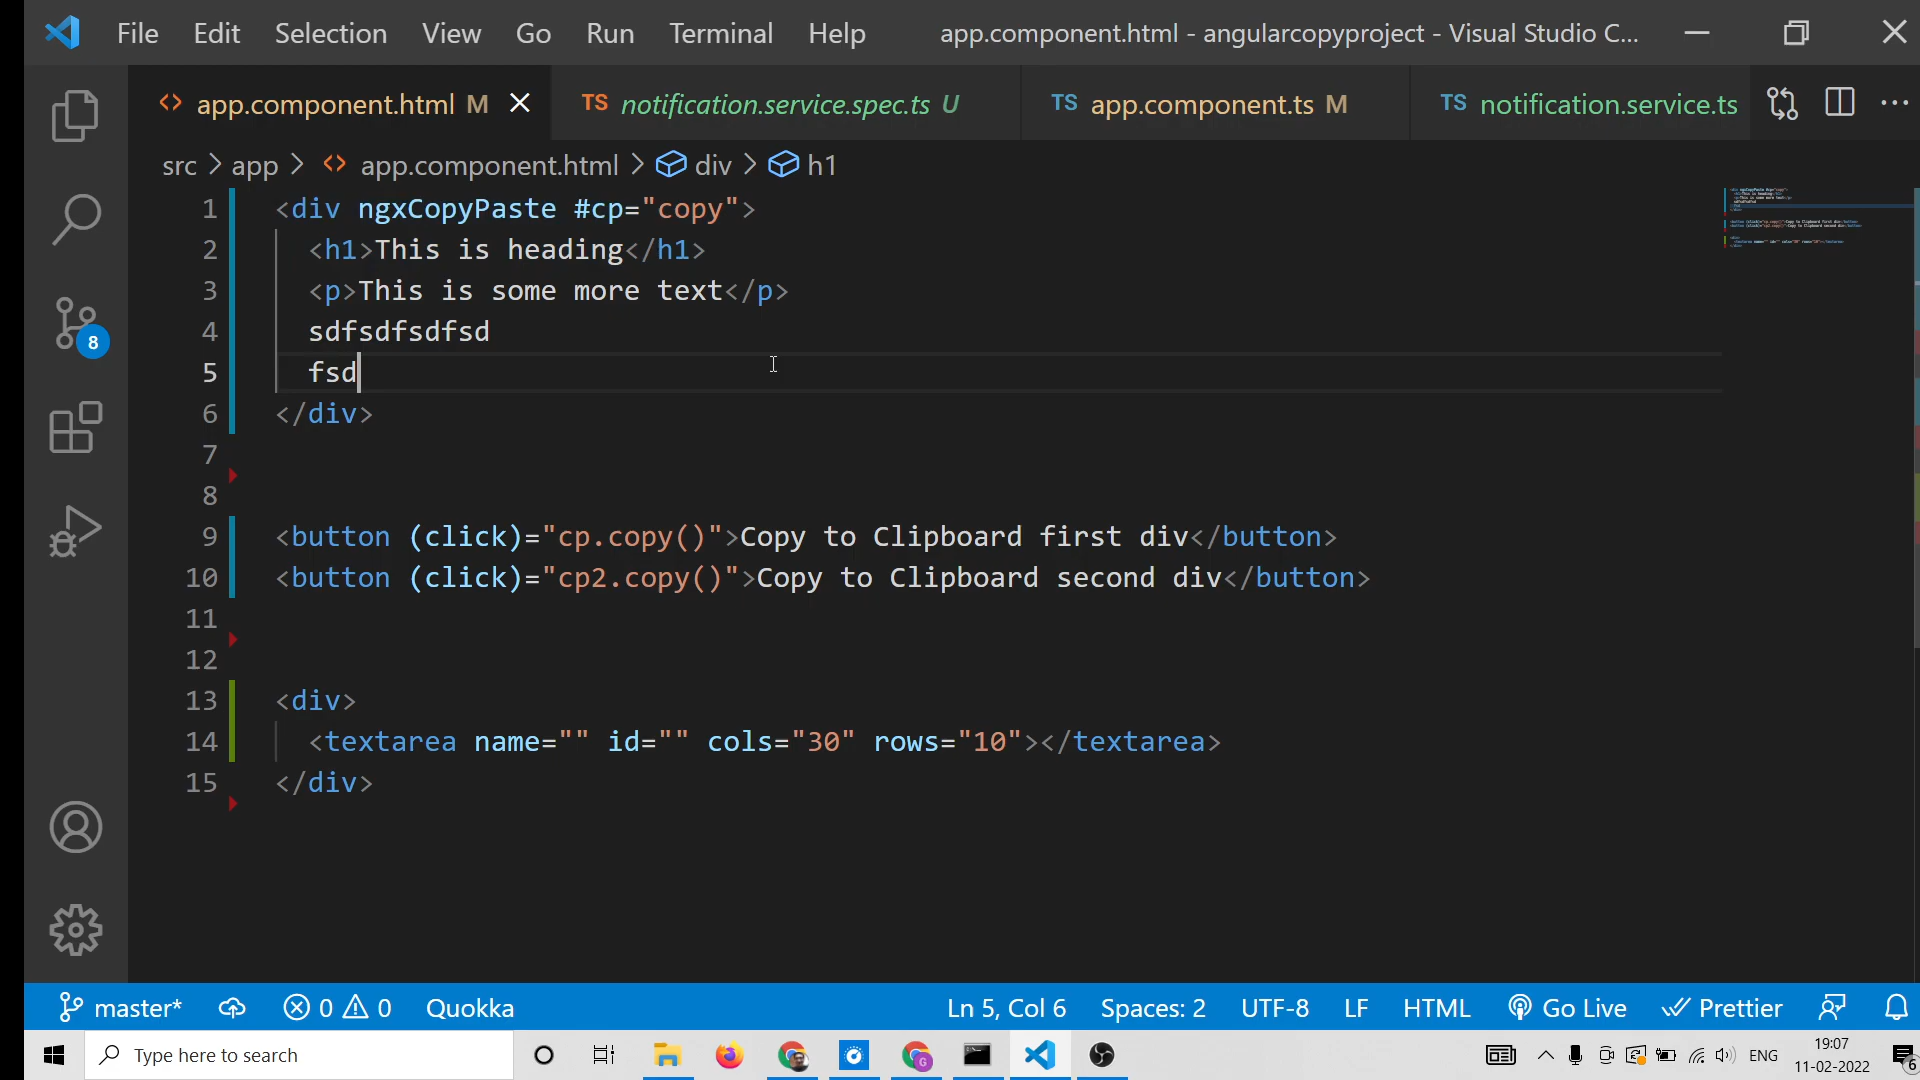 File Edit Selection View Go Run Terminal Help app.component.html - angularcopyproject - Visual Studio C...
app.component.html M notification.service.spec.ts U app.component.ts M notification.service.ts
src > app > app.component.html > div > h1
1 <div ngxCopyPaste #cp="copy">
2 <h1>This is heading</h1>
3 <p>This is some more text</p>
4 sdfsdfsdfsd
5 fsd
6 </div>
7
8
9 <button (click)="cp.copy()">Copy to Clipboard first div</button>
10 <button (click)="cp2.copy()">Copy to Clipboard second div</button>
11
12
13 <div>
14 <textarea name="" id="" cols="30" rows="10"></textarea>
15 </div>
8
master* 0 0 Quokka Ln 5, Col 6 Spaces: 2 UTF-8 LF HTML Go Live Prettier
Type here to search ENG 19:07
11-02-2022 6